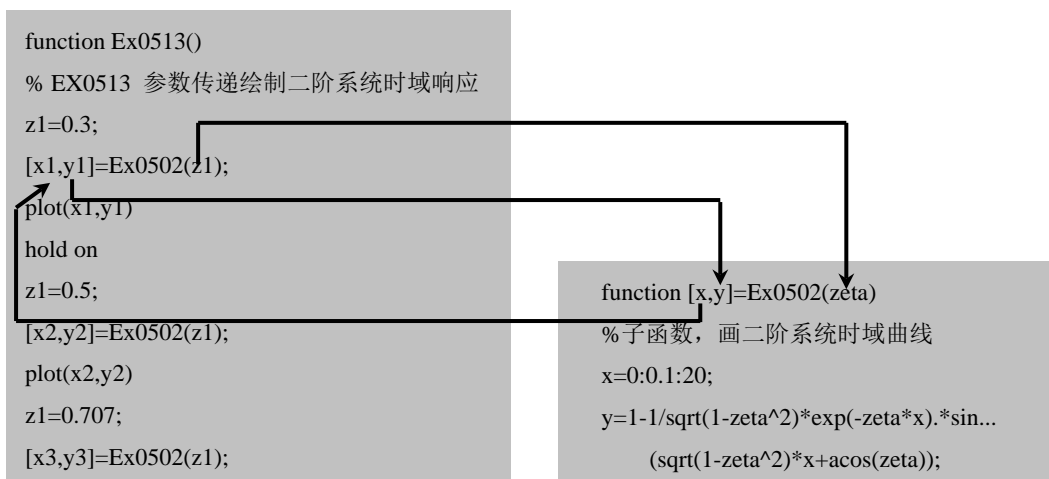 function Ex0513()
% EX0513 参数传递绘制二阶系统时域响应
z1=0.3;
[x1,y1]=Ex0502(z1);
plot(x1,y1)
hold on
z1=0.5;
[x2,y2]=Ex0502(z1);
plot(x2,y2)
z1=0.707;
[x3,y3]=Ex0502(z1);
function [x,y]=Ex0502(zeta)
%子函数，画二阶系统时域曲线
x=0:0.1:20;
y=1-1/sqrt(1-zeta^2)*exp(-zeta*x).*sin...
(sqrt(1-zeta^2)*x+acos(zeta));